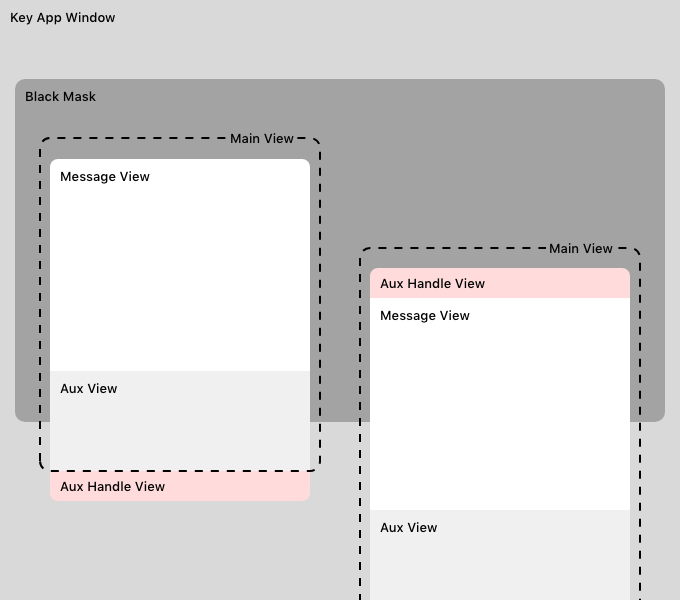 Key App Window
Black Mask
Main View
Message View
Aux View
Aux Handle View
Main View
Aux Handle View
Message View
Aux View